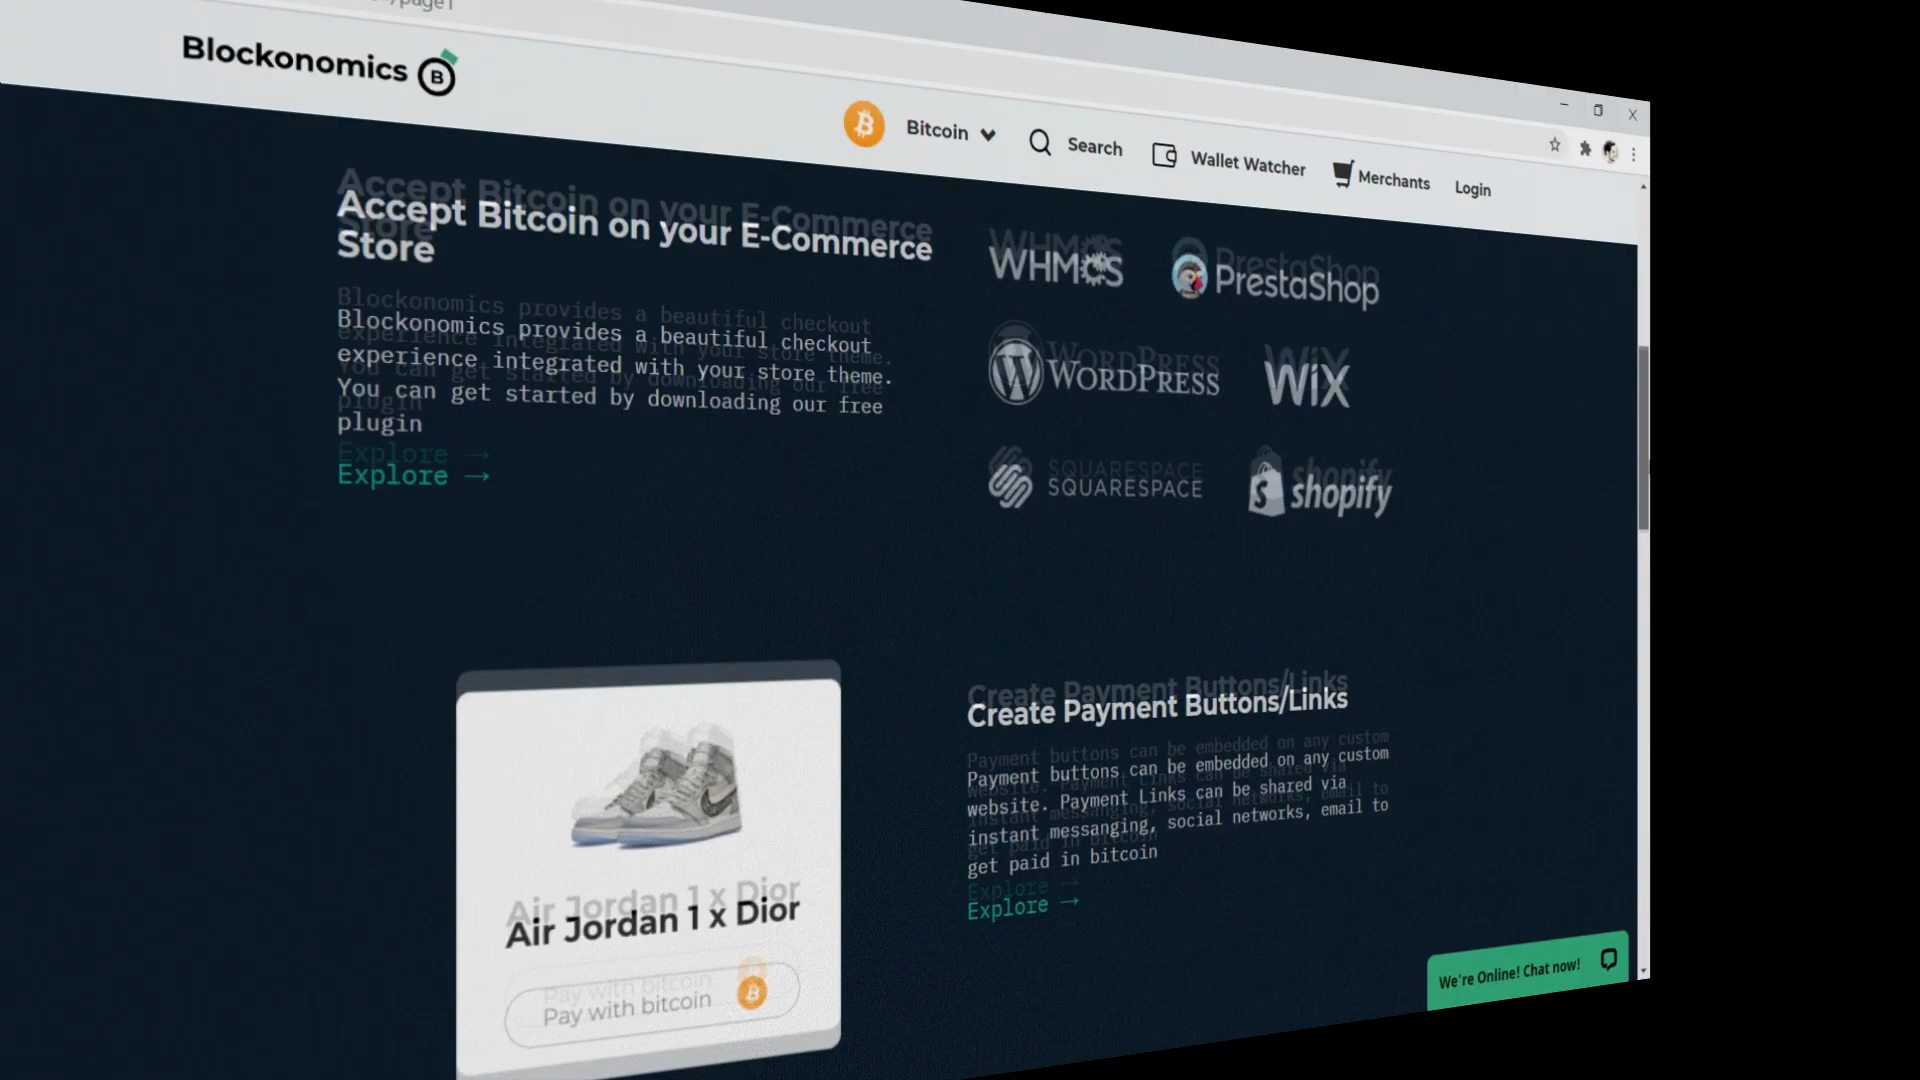 Blockonomics
Bitcoin
Search
Wallet Watcher
Merchants
Login
Accept Bitcoin on your E-Commerce
Store
Blockonomics provides a beautiful checkout
experience integrated with your store theme.
You can get started by downloading our free
plugin
Explore →
WHMCS
PrestaShop
WORDPRESS
WiX
SQUARESPACE
shopify
Air Jordan 1 x Dior
Pay with bitcoin
Create Payment Buttons/Links
Payment buttons can be embedded on any custom
website. Payment Links can be shared via
instant messanging, social networks, email to
get paid in bitcoin
Explore →
We're Online! Chat now!